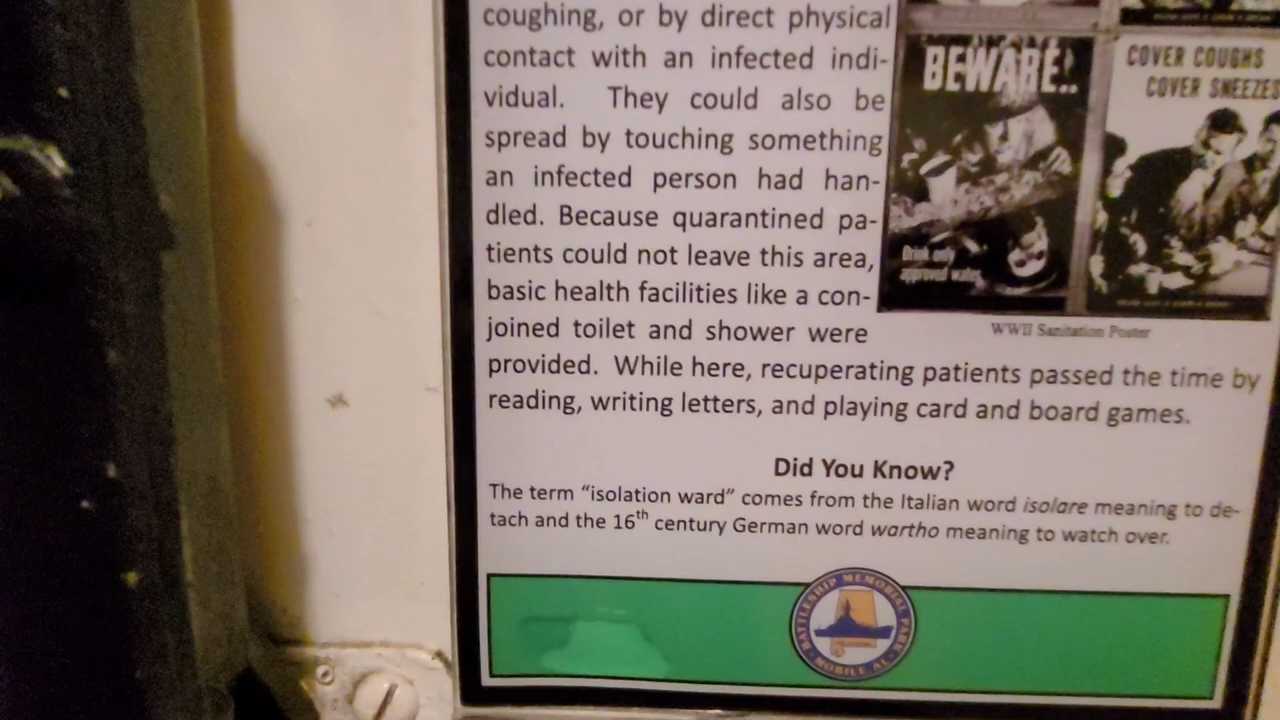 coughing, or by direct physical
contact with an infected indi-
vidual. They could also be
spread by touching something
an infected person had han-
dled. Because quarantined pa-
tients could not leave this area,
basic health facilities like a con-
joined toilet and shower were
provided. While here, recuperating patients passed the time by
reading, writing letters, and playing card and board games.
BEWARE..
Drink only
approved water
COVER COUGHS
COVER SNEEZES
WWII Sanitation Poster
Did You Know?
The term “isolation ward” comes from the Italian word isolare meaning to de-
tach and the 16th century German word wartho meaning to watch over.
BATTLESHIP MEMORIAL PARK
MOBILE AL